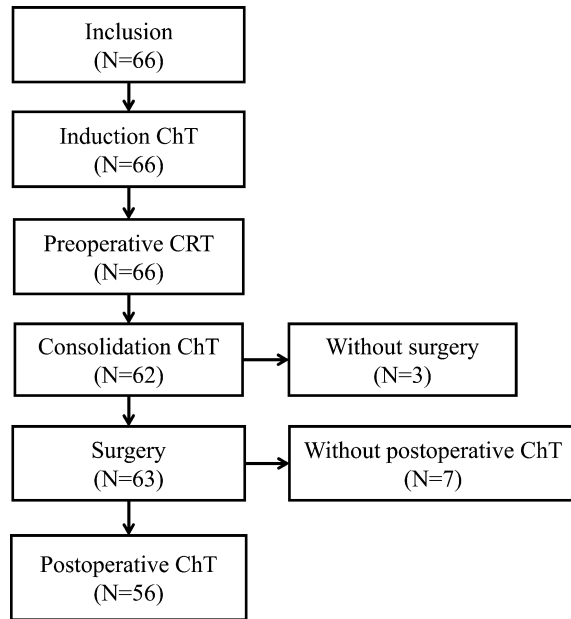 Inclusion
(N=66)
Induction ChT
(N=66)
Preoperative CRT
(N=66)
Consolidation ChT
(N=62)
Without surgery
(N=3)
Surgery
(N=63)
Without postoperative ChT
(N=7)
Postoperative ChT
(N=56)